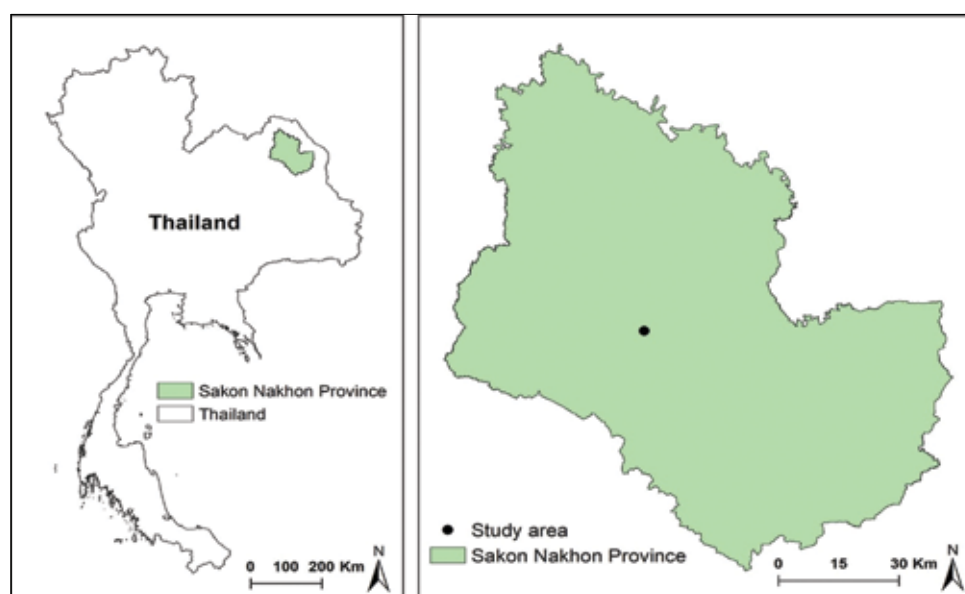 Thailand
Sakon Nakhon Province
Thailand
0 100 200 Km
N
Study area
Sakon Nakhon Province
0 15 30 Km
N